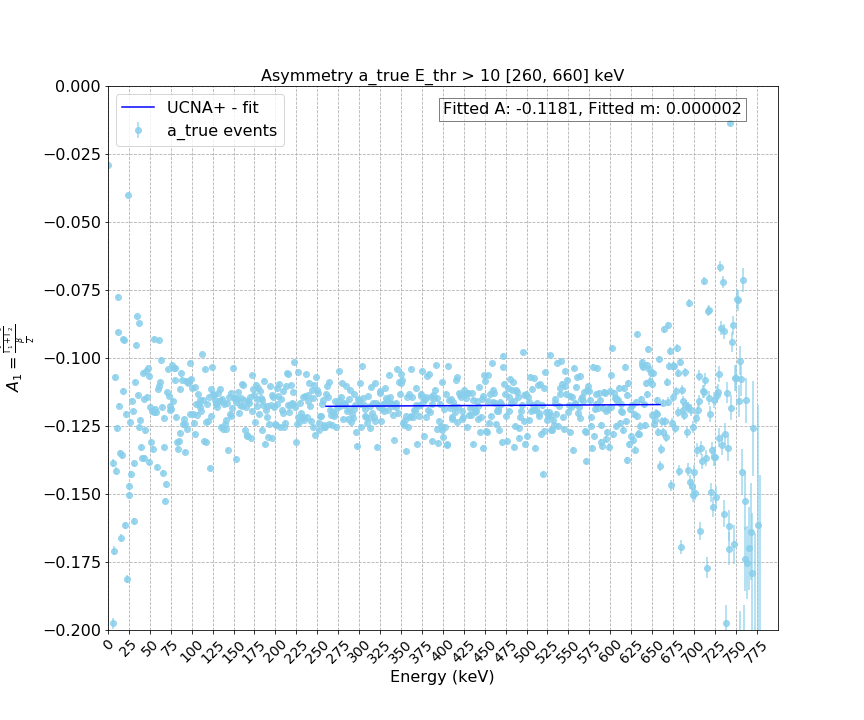 Asymmetry a_true E_thr > 10 [260, 660] keV
0.000
−0.025
−0.050
−0.075
−0.100
−0.125
−0.150
−0.175
−0.200
UCNA+ - fit
a_true events
Fitted A: -0.1181, Fitted m: 0.000002
0 25 50 75 100 125 150 175 200 225 250 275 300 325 350 375 400 425 450 475 500 525 550 575 600 625 650 675 700 725 750 775
Energy (keV)